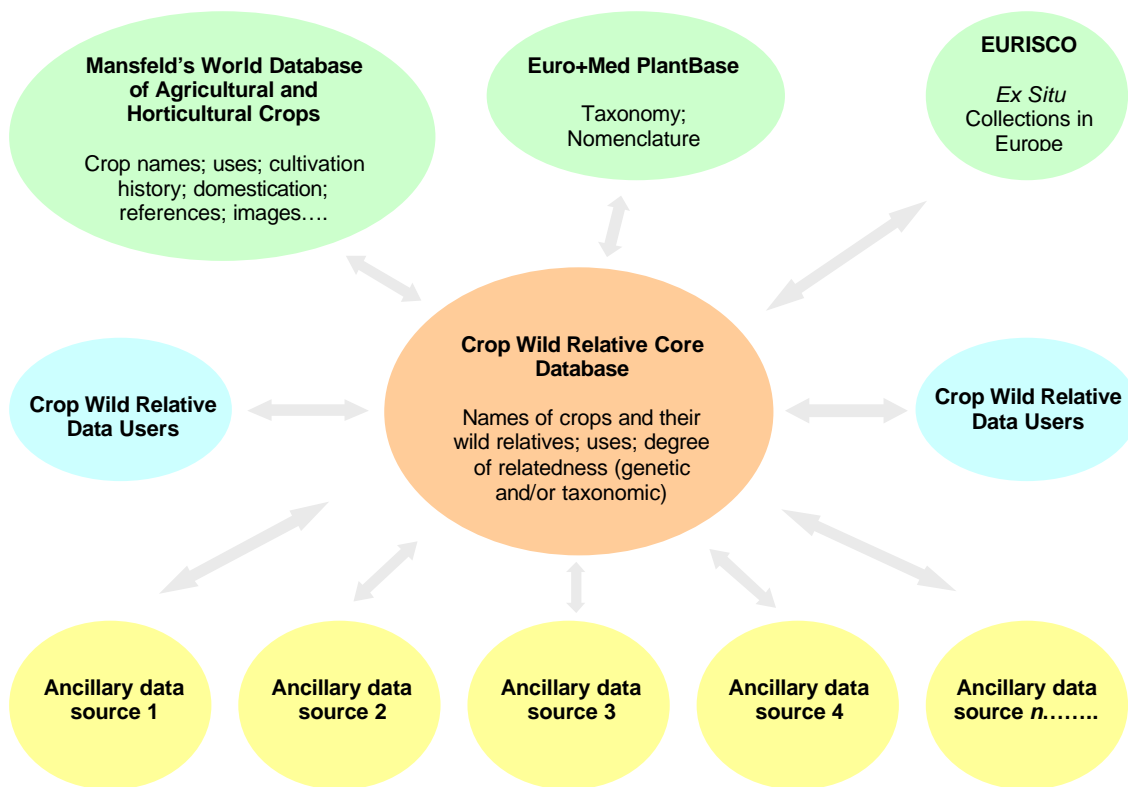 Mansfeld's World Database
of Agricultural and
Horticultural Crops
Crop names; uses; cultivation
history; domestication;
references; images….
Euro+Med PlantBase
Taxonomy;
Nomenclature
EURISCO
Ex Situ
Collections in
Europe
Crop Wild Relative Core
Database
Names of crops and their
wild relatives; uses; degree
of relatedness (genetic
and/or taxonomic)
Crop Wild Relative
Data Users
Crop Wild Relative
Data Users
Ancillary data
source 1
Ancillary data
source 2
Ancillary data
source 3
Ancillary data
source 4
Ancillary data
source n……..